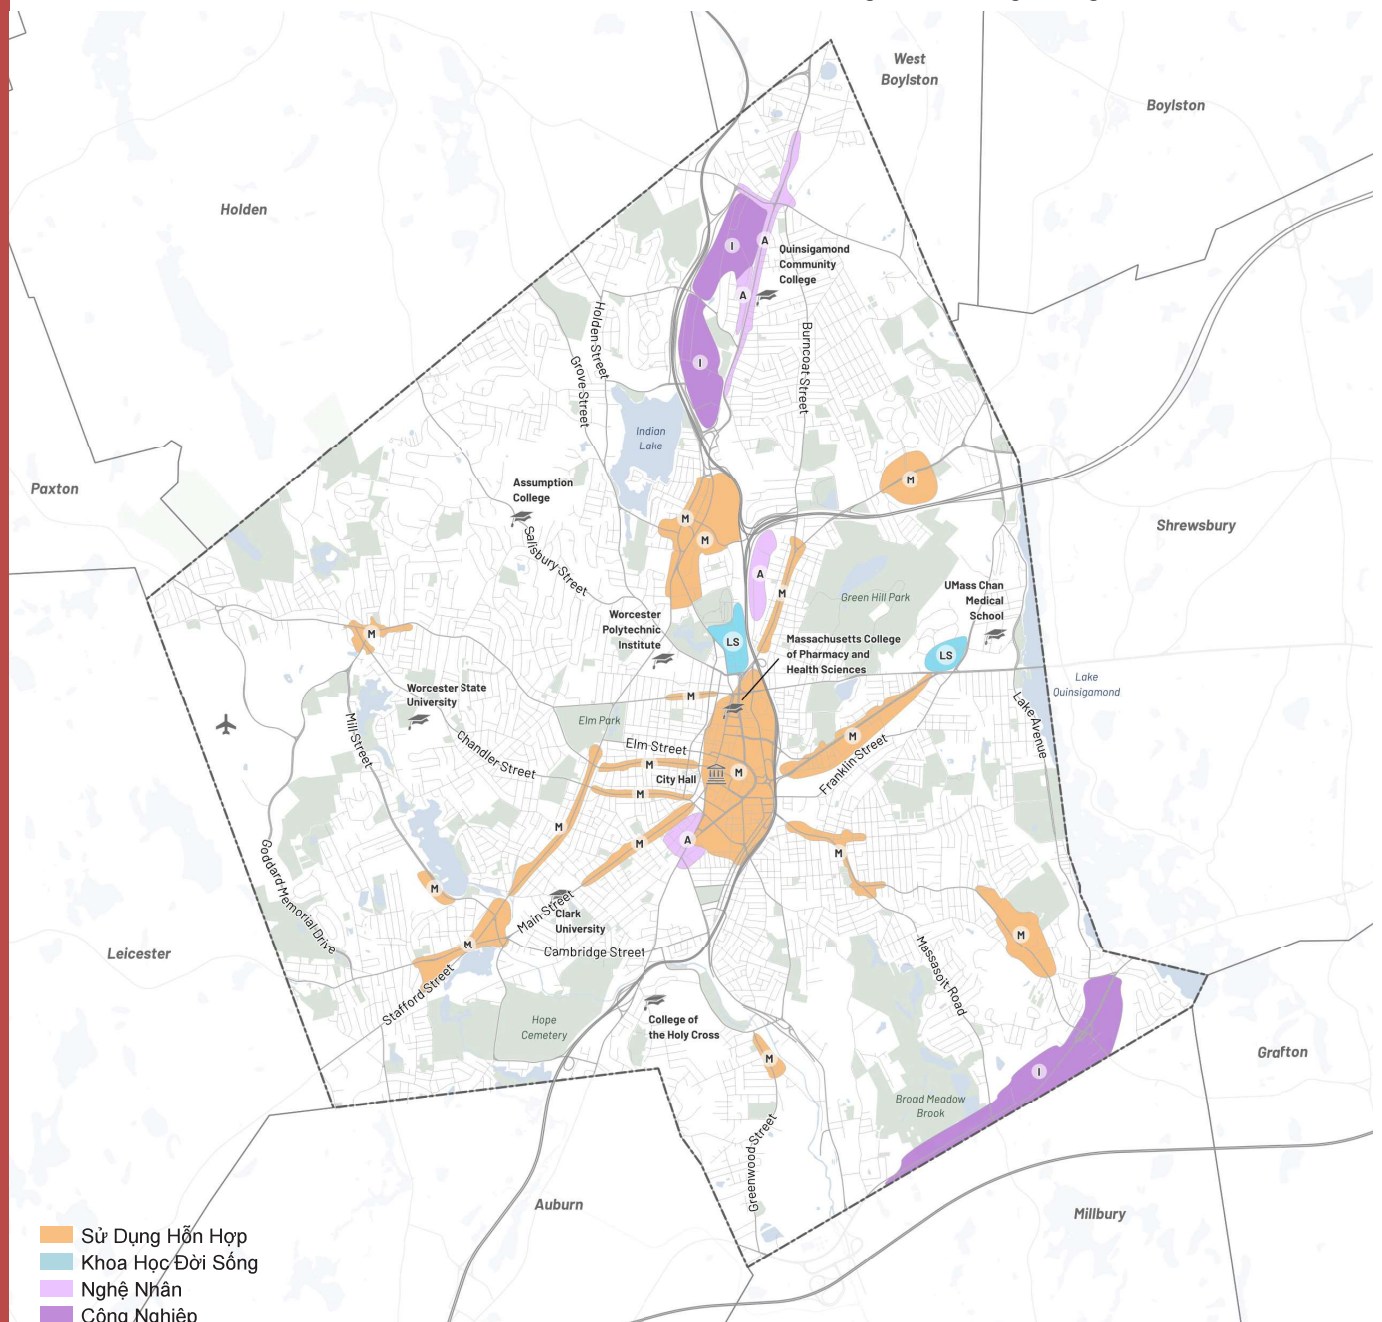 West
Boylston
Boylston
Holden
I
A
Quinsigamond
Community
College
A
Holden Street
Grove Street
Burncoat Street
I
Indian
Lake
Paxton
Assumption
College
M
M
M
Shrewsbury
Salisbury Street
A
M
Green Hill Park
UMass Chan
Medical
School
Worcester
Polytechnic
Institute
M
LS
Massachusetts College
of Pharmacy and
Health Sciences
LS
Lake
Quinsigamond
Worcester State
University
M
Lake Avenue
Mill Street
Elm Park
Chandler Street
Elm Street
M
Franklin Street
City Hall
M
M
M
M
M
A
M
Goddard Memorial Drive
M
Main Street
Clark
University
Cambridge Street
M
M
Massasoit Road
Leicester
Stafford Street
Hope
Cemetery
College of
the Holy Cross
M
I
Grafton
Broad Meadow
Brook
Greenwood Street
Auburn
Millbury
Sử Dụng Hỗn Hợp
Khoa Học Đời Sống
Nghệ Nhân
Công Nghiệp